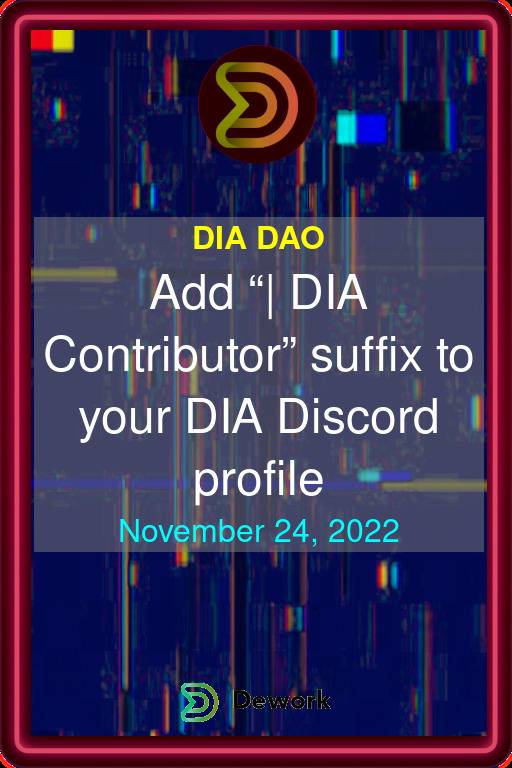 DIA DAO
Add “| DIA
Contributor” suffix to
your DIA Discord
profile
November 24, 2022
Dework